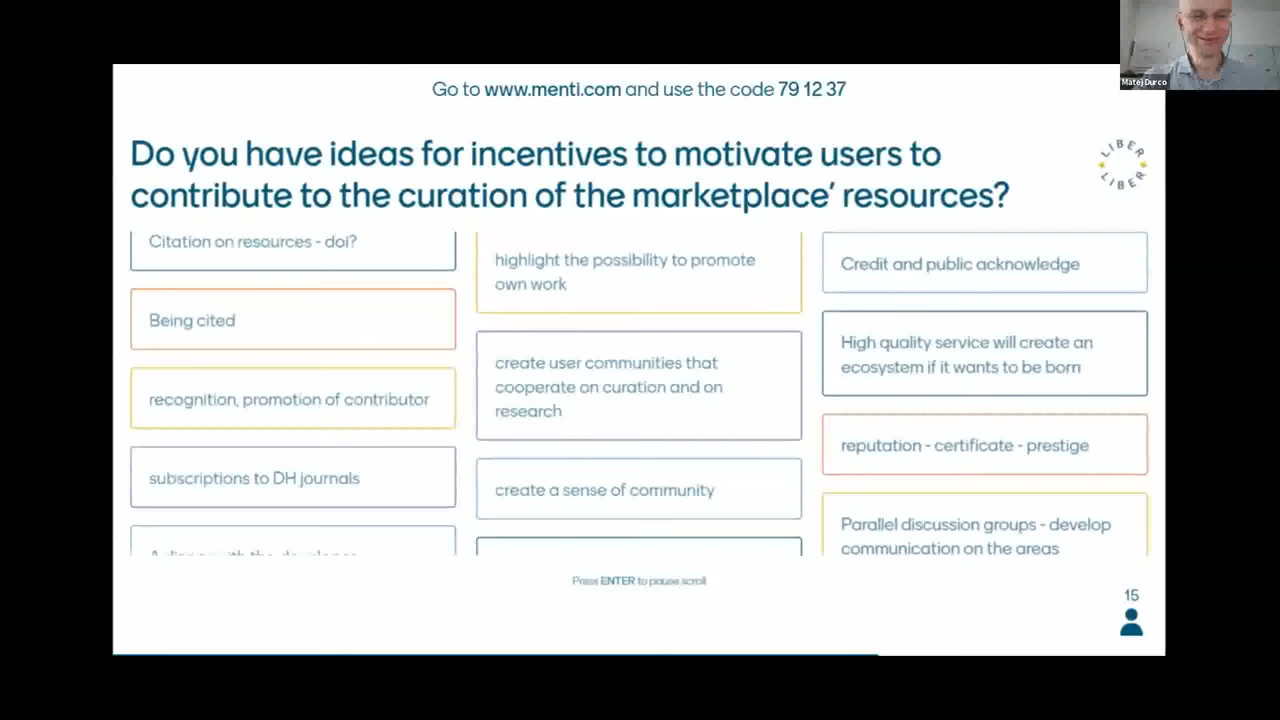 Matej Durco
Go to www.menti.com and use the code 79 12 37
Do you have ideas for incentives to motivate users to
contribute to the curation of the marketplace’ resources?
LIBER
LIBER
Citation on resources - doi?
Being cited
recognition, promotion of contributor
subscriptions to DH journals
highlight the possibility to promote
own work
create user communities that
cooperate on curation and on
research
create a sense of community
Credit and public acknowledge
High quality service will create an
ecosystem if it wants to be born
reputation - certificate - prestige
Parallel discussion groups - develop
communication on the areas
Press ENTER to pause scroll
15